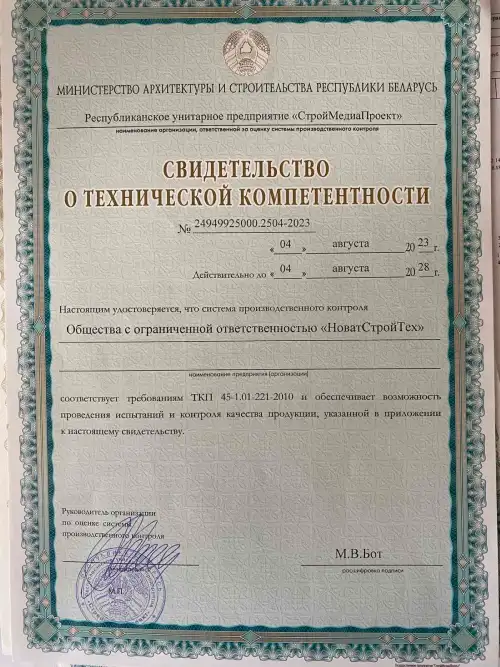 МИНИСТЕРСТВО АРХИТЕКТУРЫ И СТРОИТЕЛЬСТВА РЕСПУБЛИКИ БЕЛАРУСЬ
Республиканское унитарное предприятие «СтройМедиаПроект»
наименование организации, ответственной за оценку системы производственного контроля
СВИДЕТЕЛЬСТВО
О ТЕХНИЧЕСКОЙ КОМПЕТЕНТНОСТИ
№ 24949925000.2504-2023
« 04 » августа 20 23 г.
Действительно до « 04 » августа 20 28 г.
Настоящим удостоверяется, что система производственного контроля
Общества с ограниченной ответственностью «НоватСтройТех»
наименование предприятия (организации)
соответствует требованиям ТКП 45-1.01-221-2010 и обеспечивает возможность
проведения испытаний и контроля качества продукции, указанной в приложении
к настоящему свидетельству.
Руководитель организации
по оценке системы
производственного контроля
М.В.Бот
расшифровка подписи
М.П.